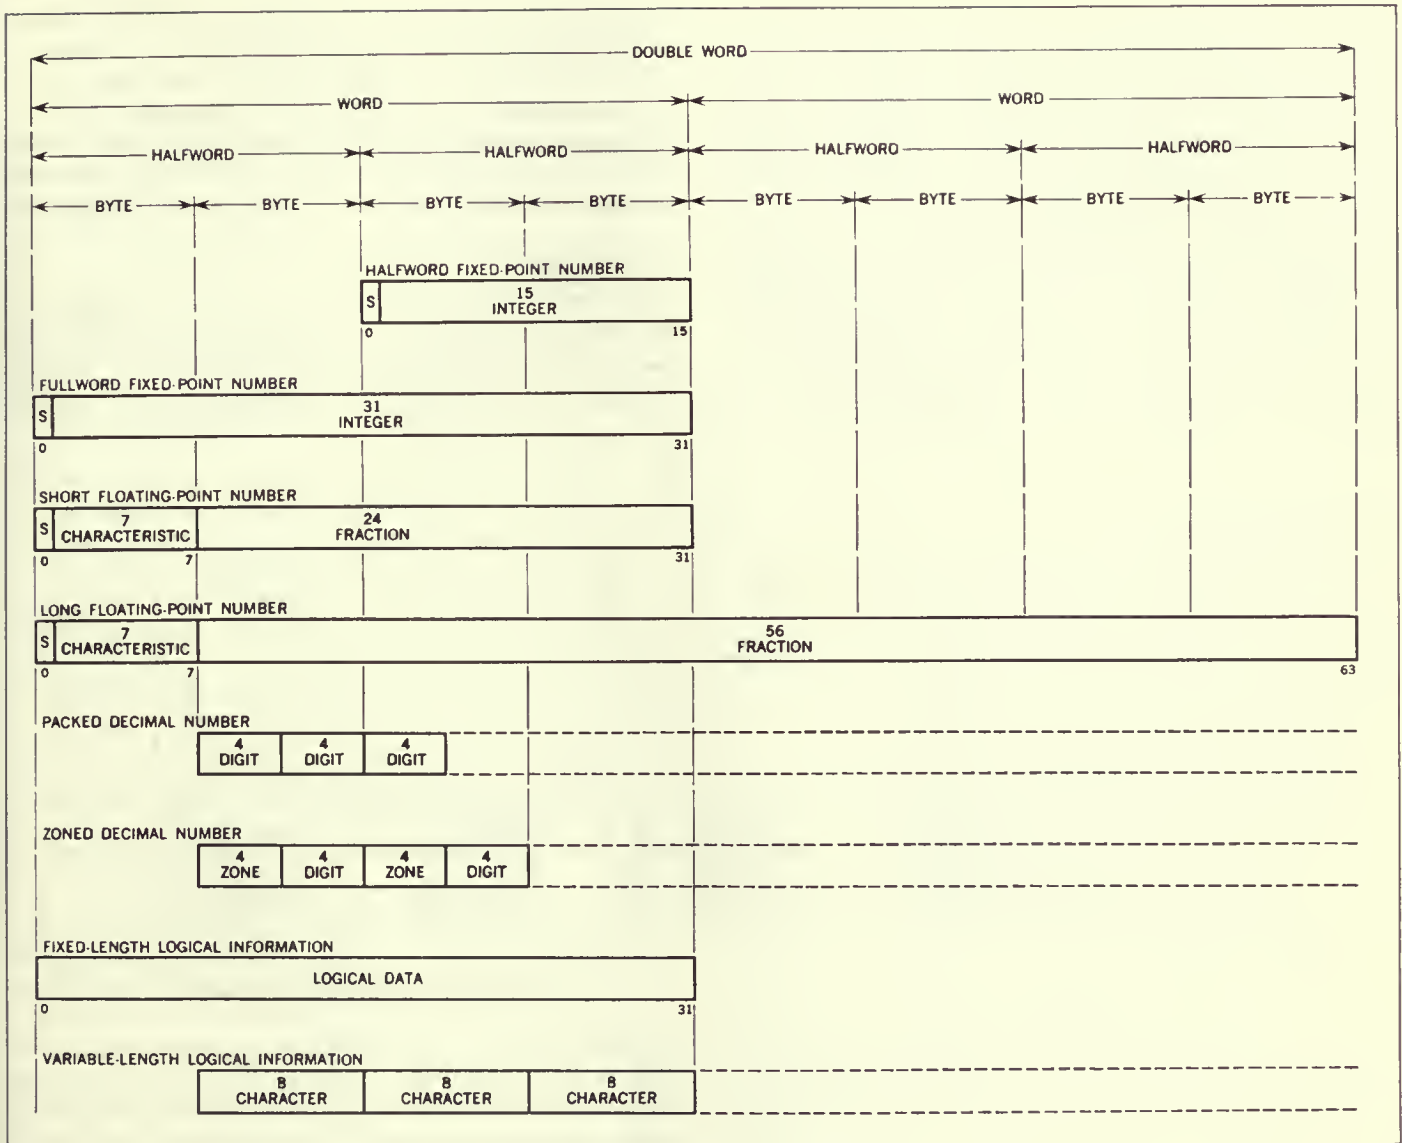 DOUBLE WORD
WORD WORD
HALFWORD HALFWORD HALFWORD HALFWORD
BYTE BYTE BYTE BYTE BYTE BYTE BYTE BYTE
HALFWORD FIXED-POINT NUMBER
S 15
INTEGER
0 15
FULLWORD FIXED-POINT NUMBER
S 31
INTEGER
0 31
SHORT FLOATING-POINT NUMBER
S 7 24
CHARACTERISTIC FRACTION
0 7 31
LONG FLOATING-POINT NUMBER
S 7 56
CHARACTERISTIC FRACTION
0 7 63
PACKED DECIMAL NUMBER
4 4 4
DIGIT DIGIT DIGIT
ZONED DECIMAL NUMBER
4 4 4 4
ZONE DIGIT ZONE DIGIT
FIXED-LENGTH LOGICAL INFORMATION
LOGICAL DATA
0 31
VARIABLE-LENGTH LOGICAL INFORMATION
8 8 8
CHARACTER CHARACTER CHARACTER